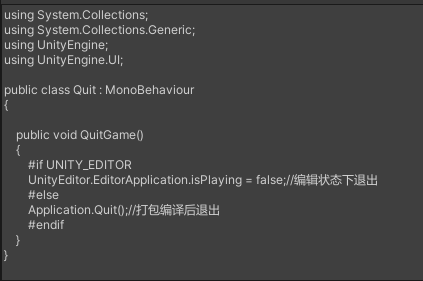 using System.Collections;
using System.Collections.Generic;
using UnityEngine;
using UnityEngine.UI;
public class Quit : MonoBehaviour
{
public void QuitGame()
{
#if UNITY_EDITOR
UnityEditor.EditorApplication.isPlaying = false;//编辑状态下退出
#else
Application.Quit();//打包编译后退出
#endif
}
}